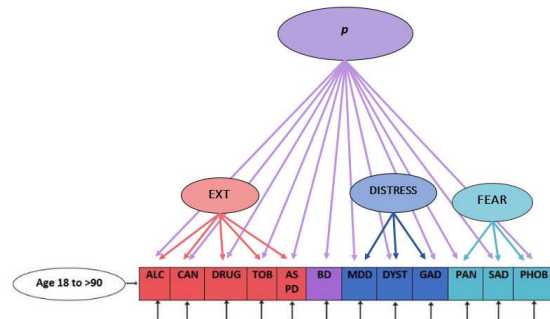 p
EXT
DISTRESS
FEAR
Age 18 to >90
ALC CAN DRUG TOB AS PD BD MDD DYST GAD PAN SAD PHOB